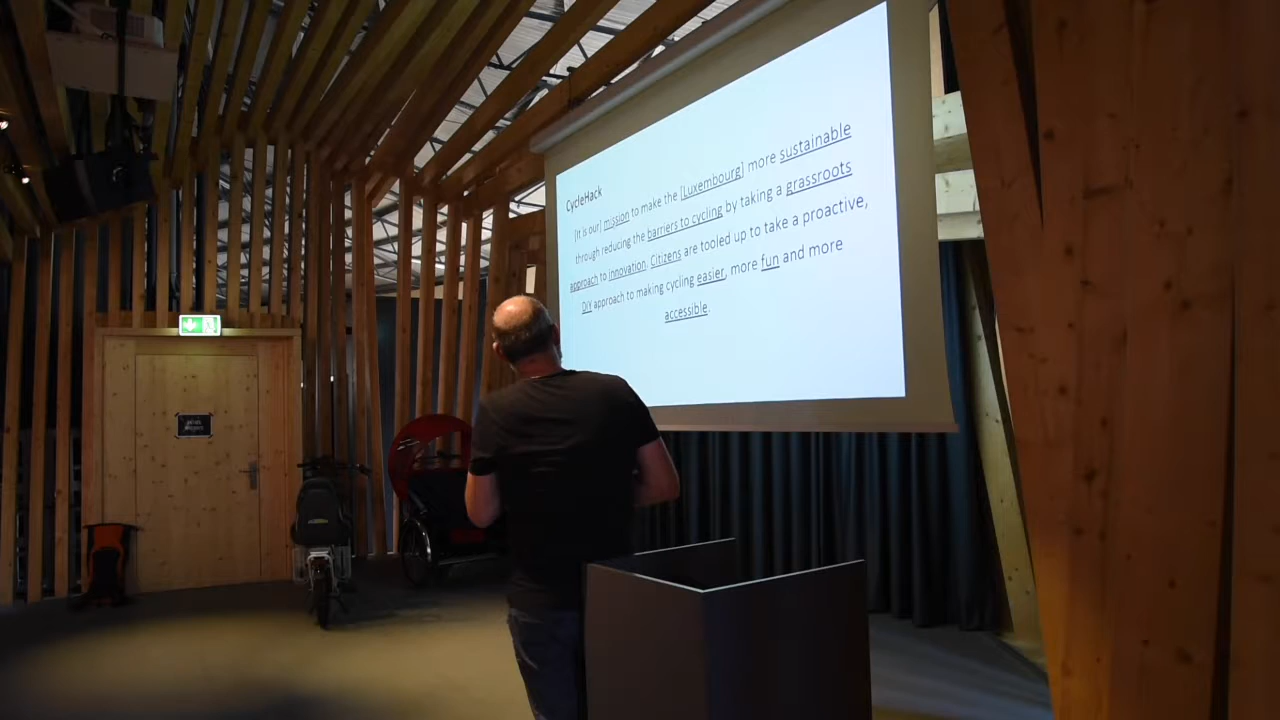 CycleHack
[It is our] mission to make the [Luxembourg] more sustainable
through reducing the barriers to cycling by taking a grassroots
approach to innovation. Citizens are tooled up to take a proactive,
DIY approach to making cycling easier, more fun and more
accessible.